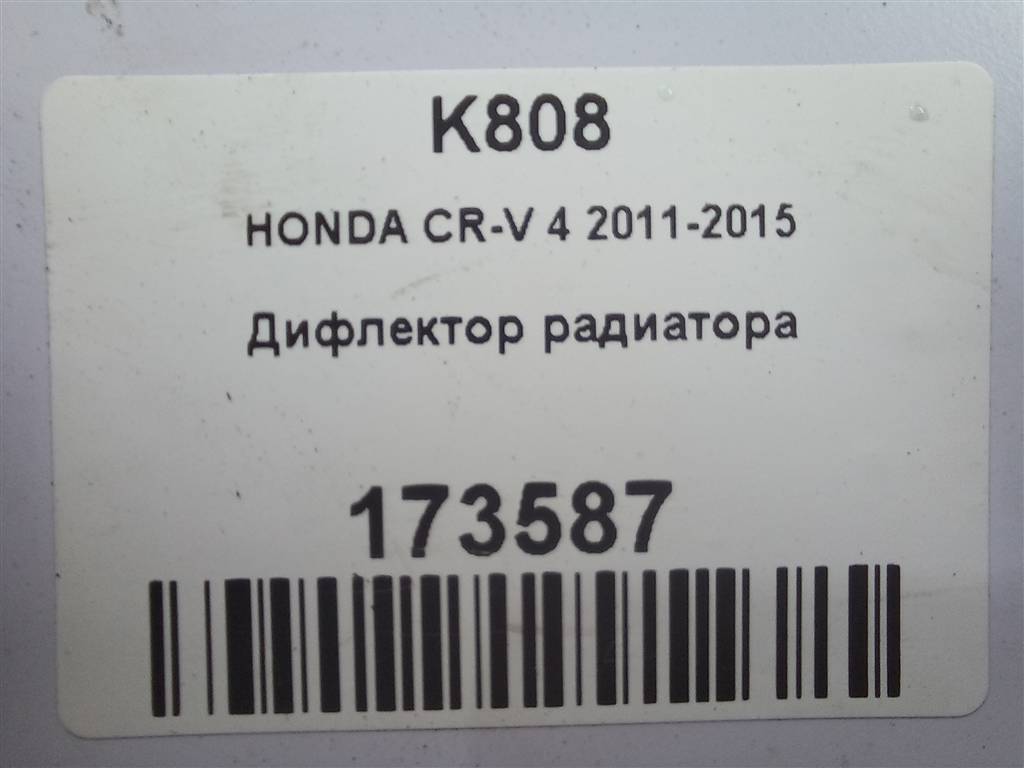 K808
HONDA CR-V 4 2011-2015
Дифлектор радиатора
173587